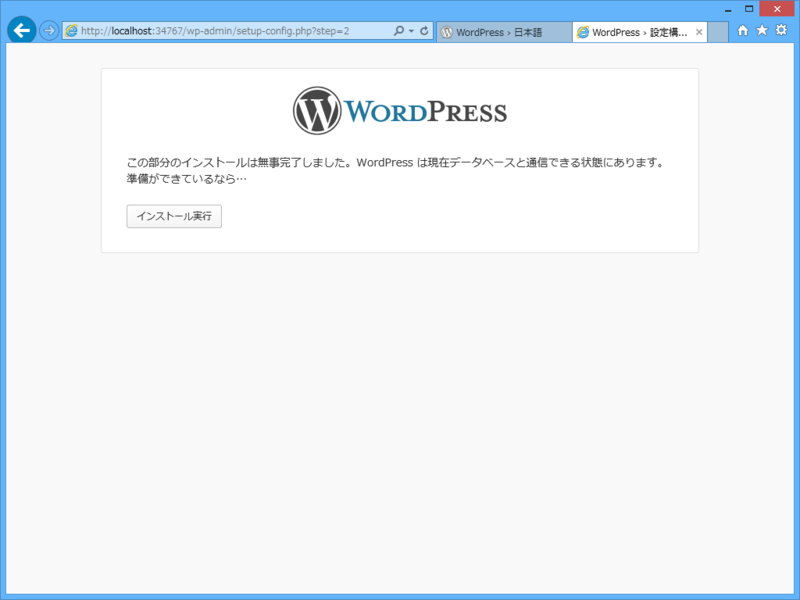 http://localhost:34767/wp-admin/setup-config.php?step=2
WordPress › 日本語
WordPress › 設定構...
WORDPRESS
この部分のインストールは無事完了しました。WordPress は現在データベースと通信できる状態にあります。
準備ができているなら…
インストール実行